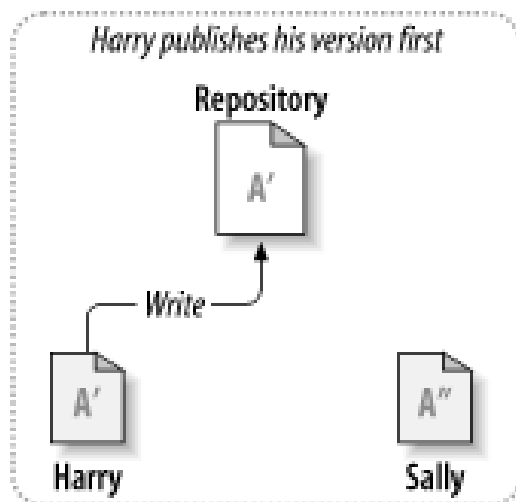 Harry publishes his version first
Repository
A′
Write
A′
A″
Harry
Sally